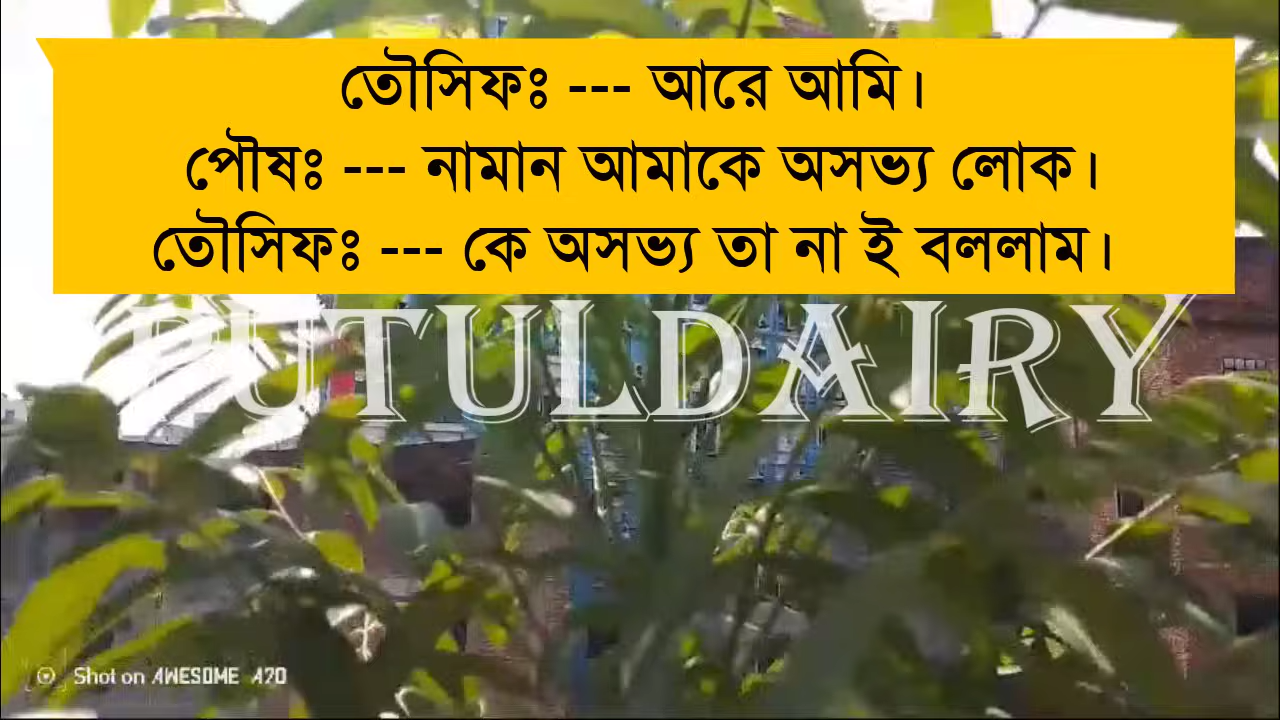 তৌসিফঃ --- আরে আমি।
পৌষঃ --- নামান আমাকে অসভ্য লোক।
তৌসিফঃ --- কে অসভ্য তা না ই বললাম।
PUTULDAIRY
Shot on AWESOME A20